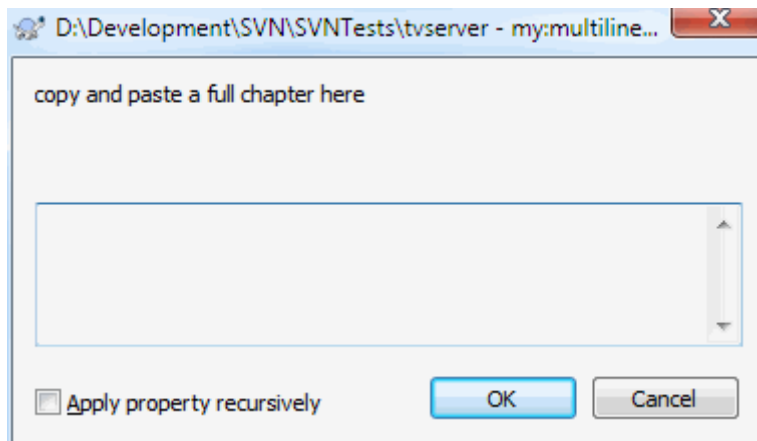 D:\Development\SVN\SVNTests\tvserver - my:multiline...
copy and paste a full chapter here
Apply property recursively
OK
Cancel